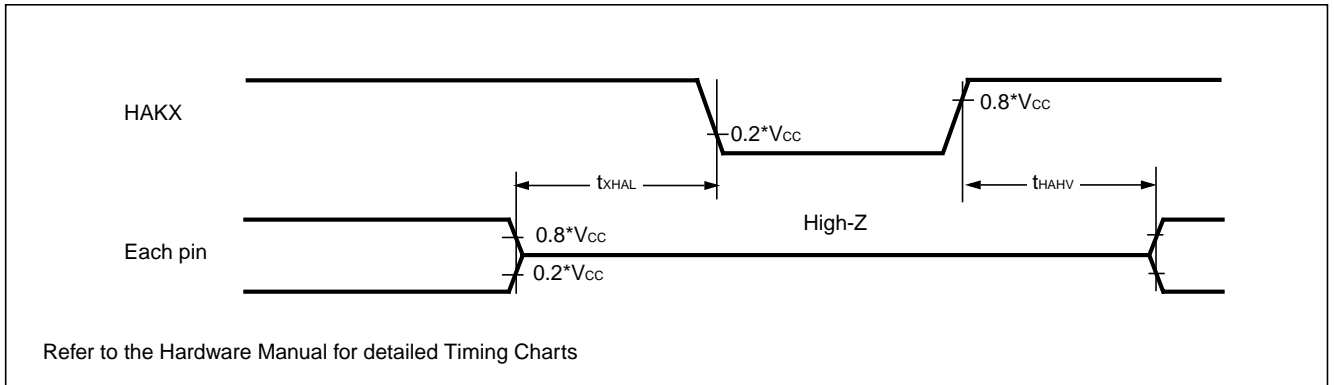 HAKX
0.8*VCC
0.2*VCC
tXHAL
tHAHV
High-Z
Each pin
0.8*VCC
0.2*VCC
Refer to the Hardware Manual for detailed Timing Charts